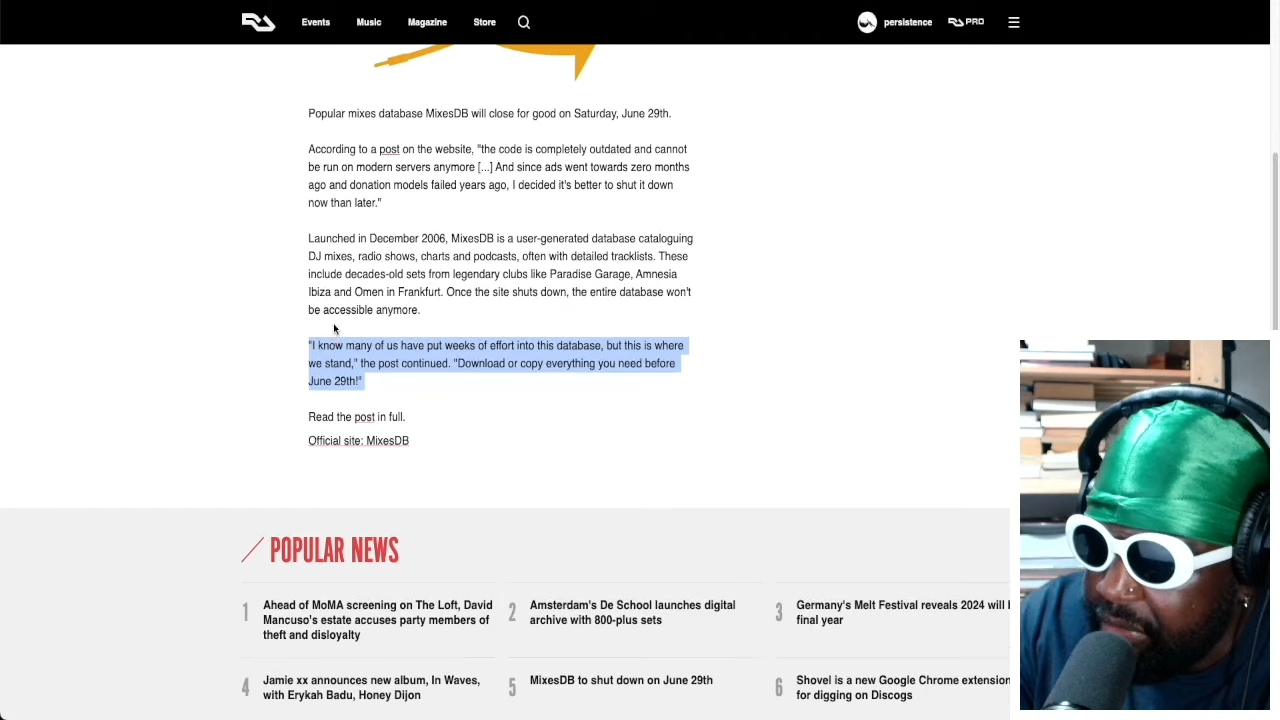 Events Music Magazine Store persistence PRO
Popular mixes database MixesDB will close for good on Saturday, June 29th.
According to a post on the website, "the code is completely outdated and cannot
be run on modern servers anymore [...] And since ads went towards zero months
ago and donation models failed years ago, I decided it's better to shut it down
now than later."
Launched in December 2006, MixesDB is a user-generated database cataloguing
DJ mixes, radio shows, charts and podcasts, often with detailed tracklists. These
include decades-old sets from legendary clubs like Paradise Garage, Amnesia
Ibiza and Omen in Frankfurt. Once the site shuts down, the entire database won't
be accessible anymore.
"I know many of us have put weeks of effort into this database, but this is where
we stand," the post continued. "Download or copy everything you need before
June 29th!"
Read the post in full.
Official site: MixesDB
POPULAR NEWS
1 Ahead of MoMA screening on The Loft, David
Mancuso's estate accuses party members of
theft and disloyalty
2 Amsterdam's De School launches digital
archive with 800-plus sets
3 Germany's Melt Festival reveals 2024 will
final year
4 Jamie xx announces new album, In Waves,
with Erykah Badu, Honey Dijon
5 MixesDB to shut down on June 29th
6 Shovel is a new Google Chrome extension
for digging on Discogs